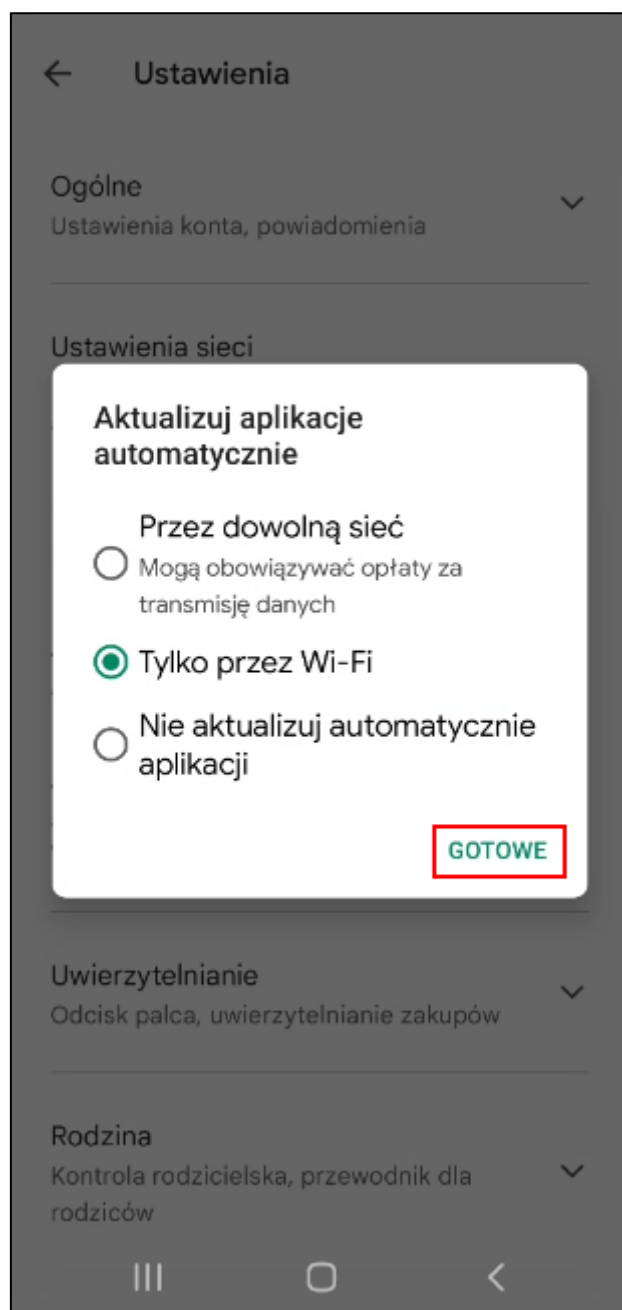 Ustawienia
Ogólne
Ustawienia konta, powiadomienia
Ustawienia sieci
Aktualizuj aplikacje
automatycznie
Przez dowolną sieć
Mogą obowiązywać opłaty za
transmisję danych
Tylko przez Wi-Fi
Nie aktualizuj automatycznie
aplikacji
GOTOWE
Uwierzytelnianie
Odcisk palca, uwierzytelnianie zakupów
Rodzina
Kontrola rodzicielska, przewodnik dla
rodziców